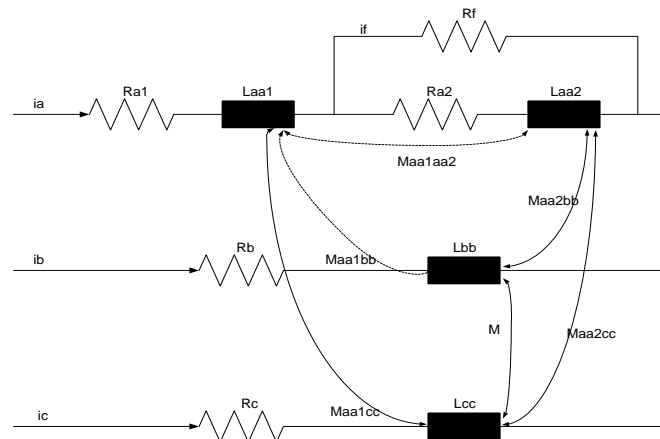 if
Rf
ia
Ra1
Laa1
Ra2
Laa2
Maa1aa2
Maa2bb
ib
Rb
Maa1bb
Lbb
M
Maa2cc
ic
Rc
Maa1cc
Lcc